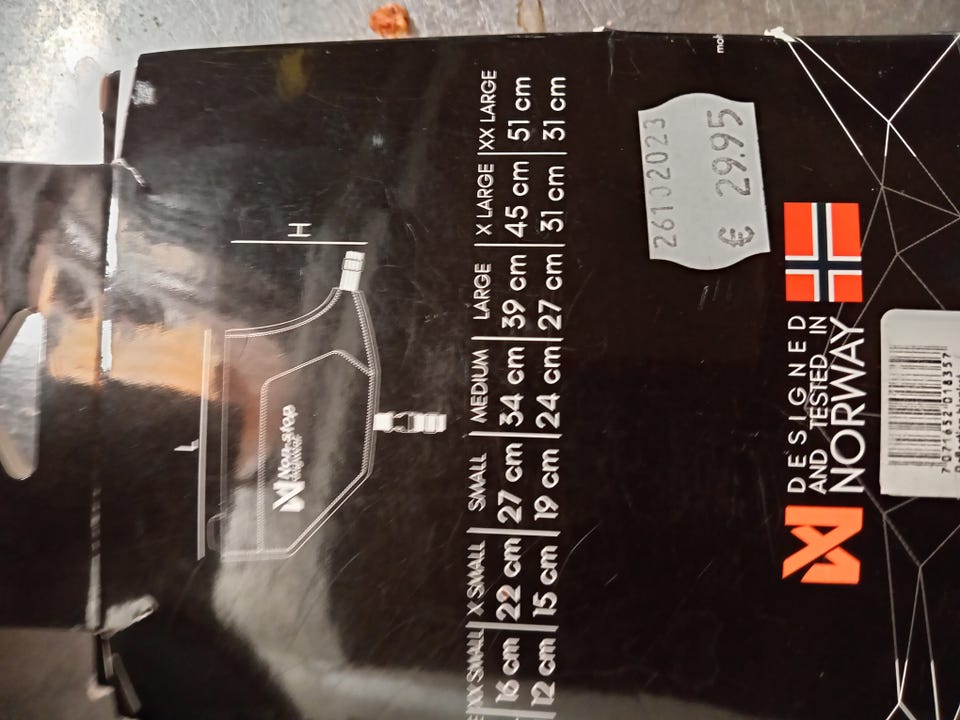 H
L
Non-stop
dogwear
XX SMALL | X SMALL | SMALL | MEDIUM | LARGE | X LARGE | XX LARGE
16 cm | 22 cm | 27 cm | 34 cm | 39 cm | 45 cm | 51 cm
12 cm | 15 cm | 19 cm | 24 cm | 27 cm | 31 cm | 31 cm
26102023
€ 29.95
DESIGNED
AND TESTED IN
NORWAY
7 071652 018357